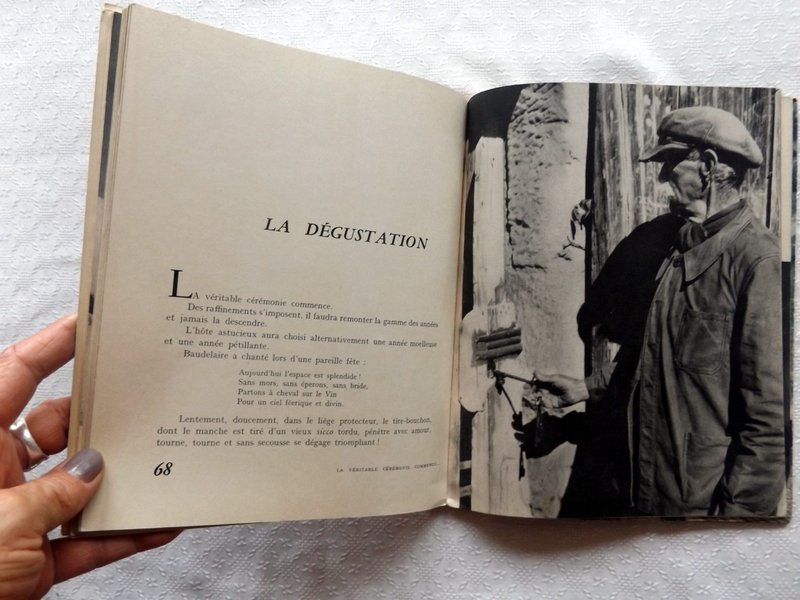 LA DÉGUSTATION
LA véritable cérémonie commence.
Des raffinements s'imposent, il faudra remonter la gamme des années
et jamais la descendre.
L'hôte astucieux aura choisi alternativement une année moelleuse
et une année pétillante.
Baudelaire a chanté lors d'une pareille fête :
Aujourd'hui l'espace est splendide !
Sans mors, sans éperons, sans bride,
Partons à cheval sur le Vin
Pour un ciel féerique et divin.
Lentement, doucement, dans le liège protecteur, le tire-bouchon,
dont le manche est tiré d'un vieux sicco tordu, pénètre avec amour,
tourne, tourne et sans secousse se dégage triomphant !
68
LA VÉRITABLE CÉRÉMONIE COMMENCE...